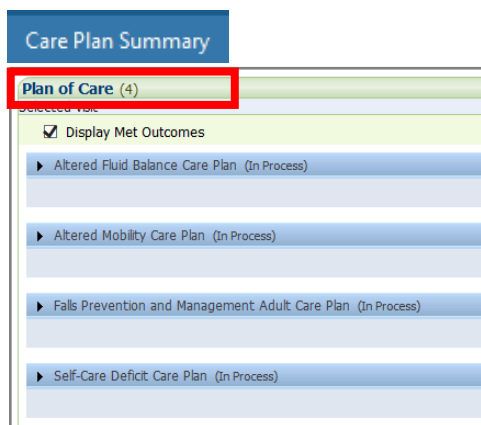 Care Plan Summary
Plan of Care (4)
Selected visit
Display Met Outcomes
Altered Fluid Balance Care Plan (In Process)
Altered Mobility Care Plan (In Process)
Falls Prevention and Management Adult Care Plan (In Process)
Self-Care Deficit Care Plan (In Process)